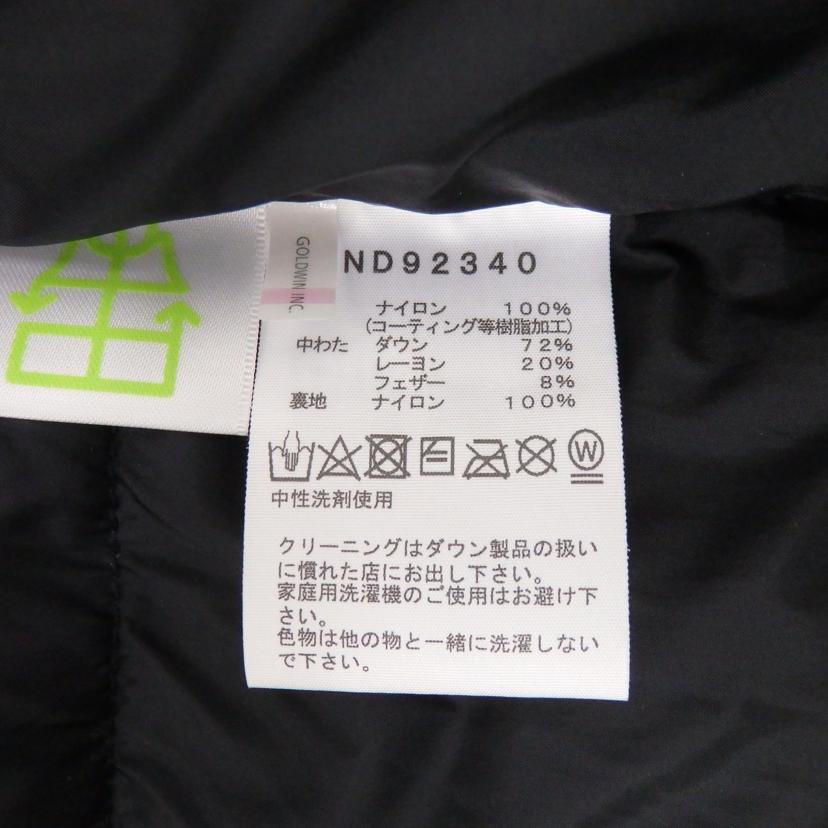 GOLDWIN INC.
ND92340
ナイロン 100%
(コーティング等樹脂加工)
中わた ダウン 72%
レーヨン 20%
フェザー 8%
裏地 ナイロン 100%
W
中性洗剤使用
クリーニングはダウン製品の扱い
に慣れた店にお出し下さい。
家庭用洗濯機のご使用はお避け下
さい。
色物は他の物と一緒に洗濯しない
で下さい。